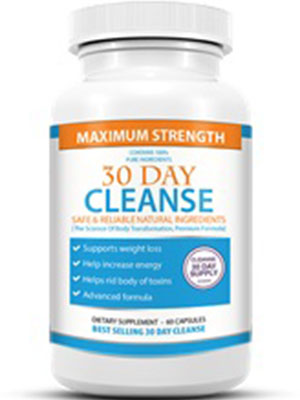 MAXIMUM STRENGTH
CONTAINS 100%
PURE INGREDIENTS
30 DAY
CLEANSE
SAFE & RELIABLE NATURAL INGREDIENTS
(The Science Of Body Transformation, Premium Formula)
Supports weight loss
Help increase energy
Helps rid body of toxins
Advanced formula
CLEANSE
30 DAY
SUPPLY
DIETARY SUPPLEMENT - 60 CAPSULES
BEST SELLING 30 DAY CLEANSE